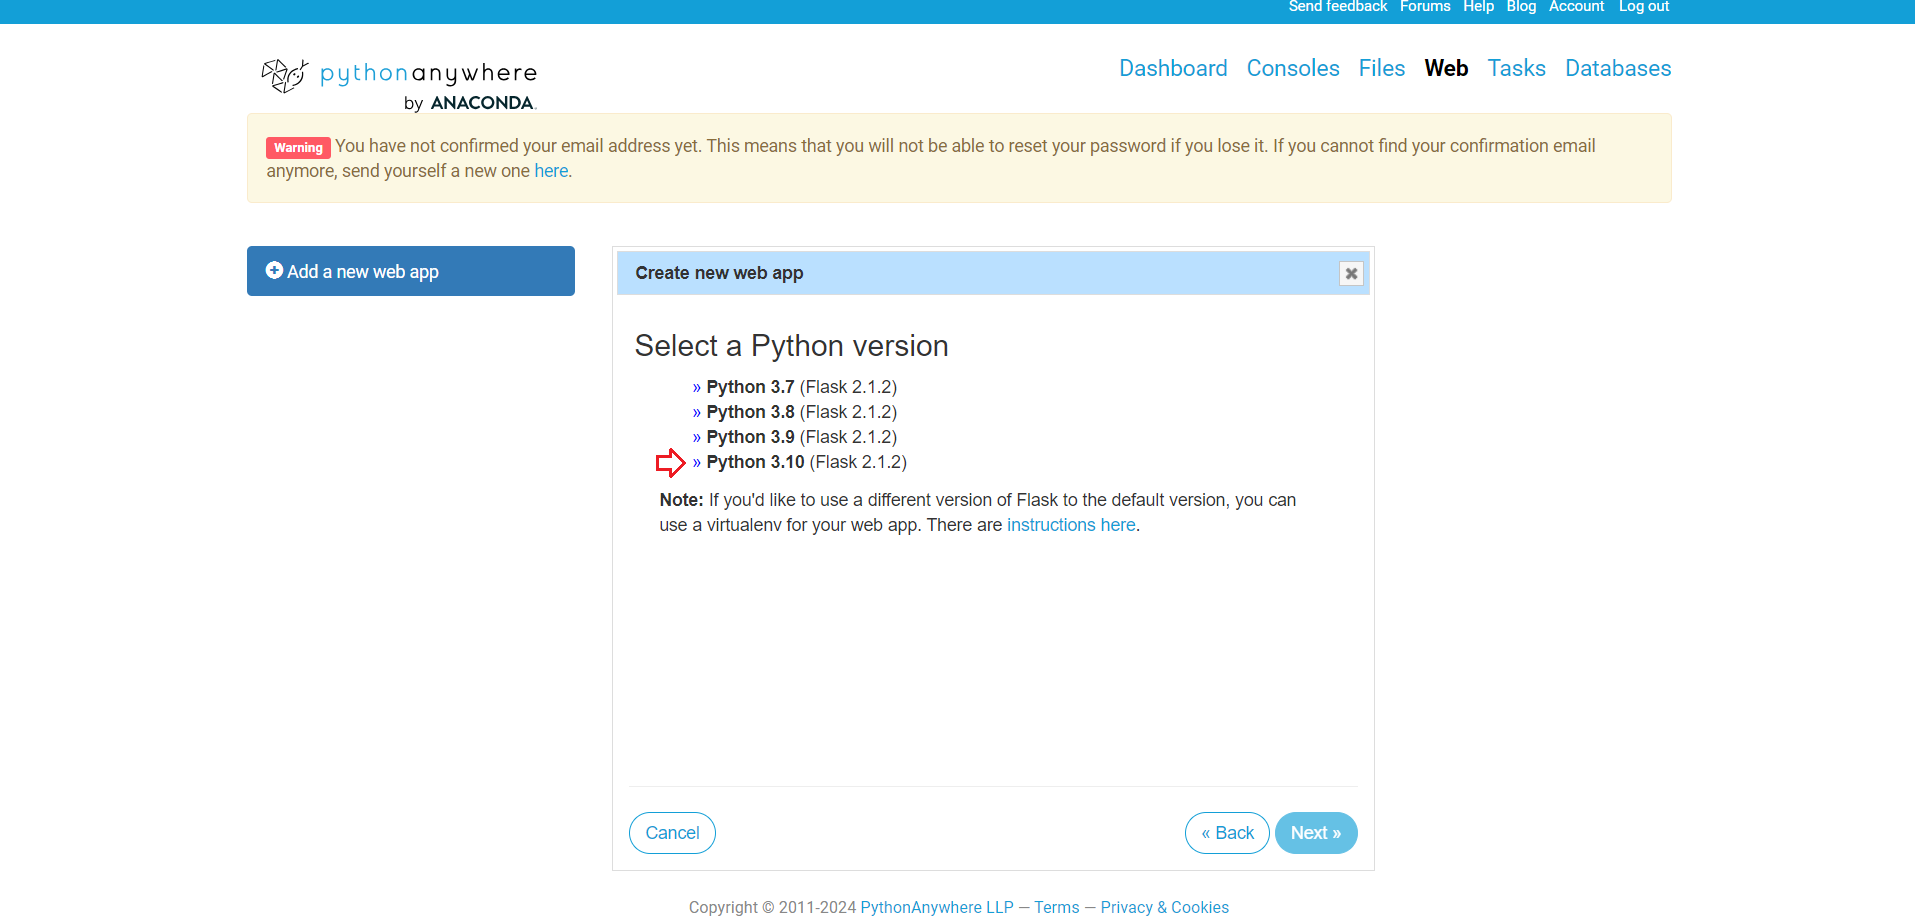 Send feedback Forums Help Blog Account Log out
pythonanywhere
by ANACONDA.
Dashboard Consoles Files Web Tasks Databases
Warning You have not confirmed your email address yet. This means that you will not be able to reset your password if you lose it. If you cannot find your confirmation email
anymore, send yourself a new one here.
Add a new web app
Create new web app
Select a Python version
» Python 3.7 (Flask 2.1.2)
» Python 3.8 (Flask 2.1.2)
» Python 3.9 (Flask 2.1.2)
» Python 3.10 (Flask 2.1.2)
Note: If you'd like to use a different version of Flask to the default version, you can
use a virtualenv for your web app. There are instructions here.
Cancel
« Back
Next »
Copyright © 2011-2024 PythonAnywhere LLP — Terms — Privacy & Cookies